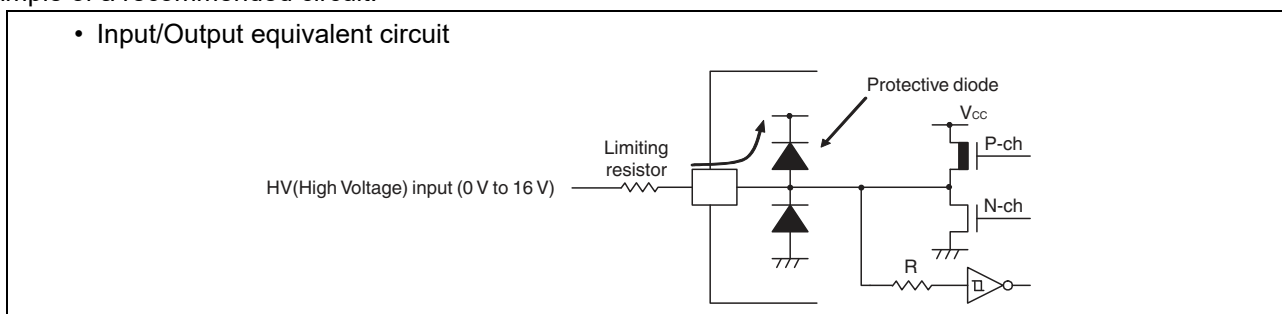 • Input/Output equivalent circuit
Protective diode
Vcc
P-ch
Limiting
resistor
HV(High Voltage) input (0 V to 16 V)
N-ch
R